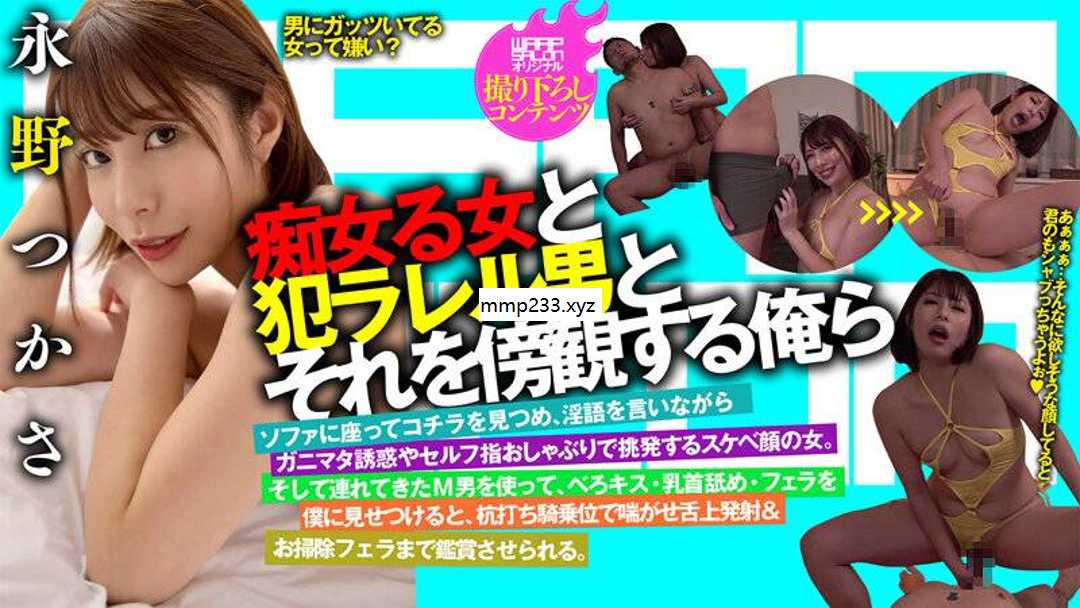 永野つかさ
男にガッツいてる
女って嫌い？
WAAP
SALON
オリジナル
撮り下ろし
コンテンツ
痴女る女と
犯ラレル男と
それを傍観する俺ら
mmp233.xyz
あぁぁぁ…そんなに欲しそうな顔してると、
君のもシャブっちゃうよぉ♥
ソファに座ってコチラを見つめ、淫語を言いながら
ガニマタ誘惑やセルフ指おしゃぶりで挑発するスケベ顔の女。
そして連れてきたM男を使って、べろキス・乳首舐め・フェラを
僕に見せつけると、杭打ち騎乗位で喘がせ舌上発射&
お掃除フェラまで鑑賞させられる。